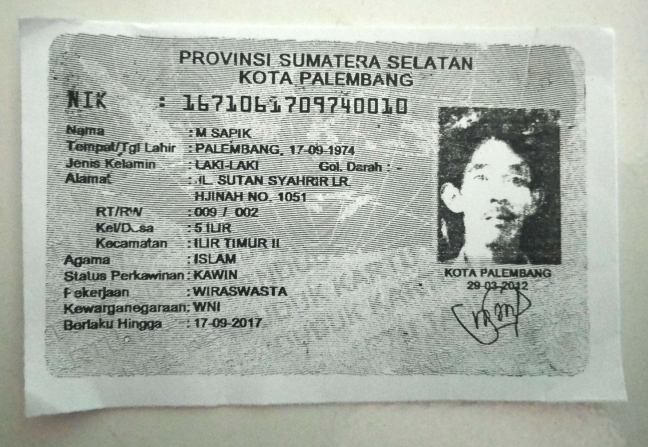 PROVINSI SUMATERA SELATAN
KOTA PALEMBANG
NIK : 1671061709740010
Nama : M SAPIK
Tempat/Tgl Lahir : PALEMBANG, 17-09-1974
Jenis Kelamin : LAKI-LAKI Gol. Darah : -
Alamat : JL. SUTAN SYAHRIR LR.
HJINAH NO. 1051
RT/RW : 009 / 002
Kel/Desa : 5 ILIR
Kecamatan : ILIR TIMUR II
Agama : ISLAM
Status Perkawinan : KAWIN
Pekerjaan : WIRASWASTA
Kewarganegaraan : WNI
Berlaku Hingga : 17-09-2017
KOTA PALEMBANG
29-03-2012